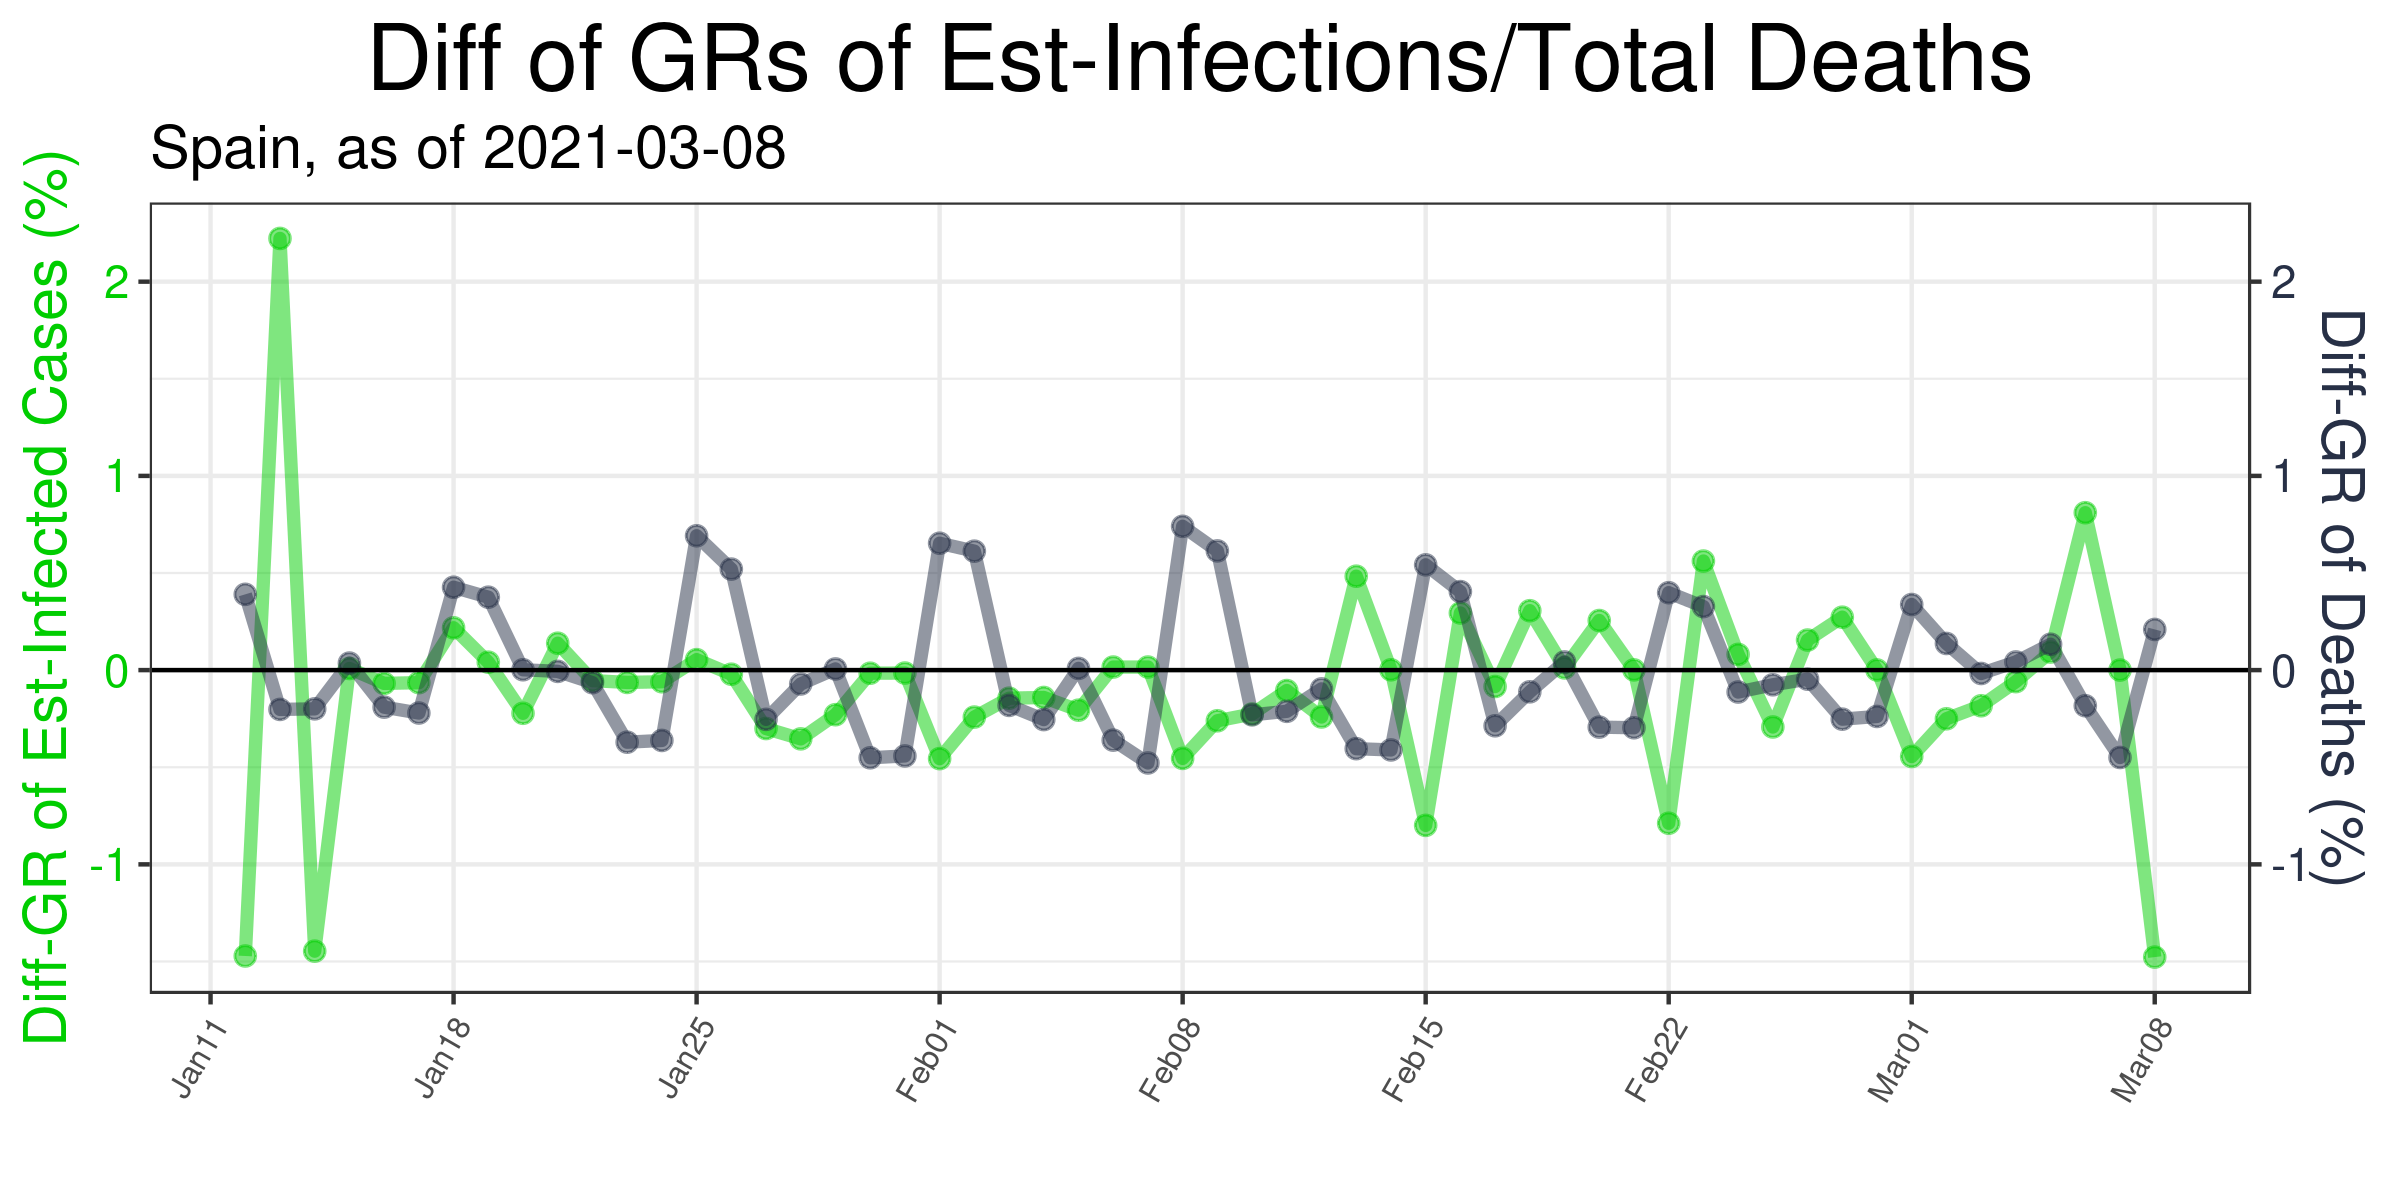 Diff of GRs of Est-Infections/Total Deaths
Spain, as of 2021-03-08
Diff-GR of Est-Infected Cases (%)
2
1
0
-1
2
1
0
-1
Diff-GR of Deaths (%)
Jan11
Jan18
Jan25
Feb01
Feb08
Feb15
Feb22
Mar01
Mar08